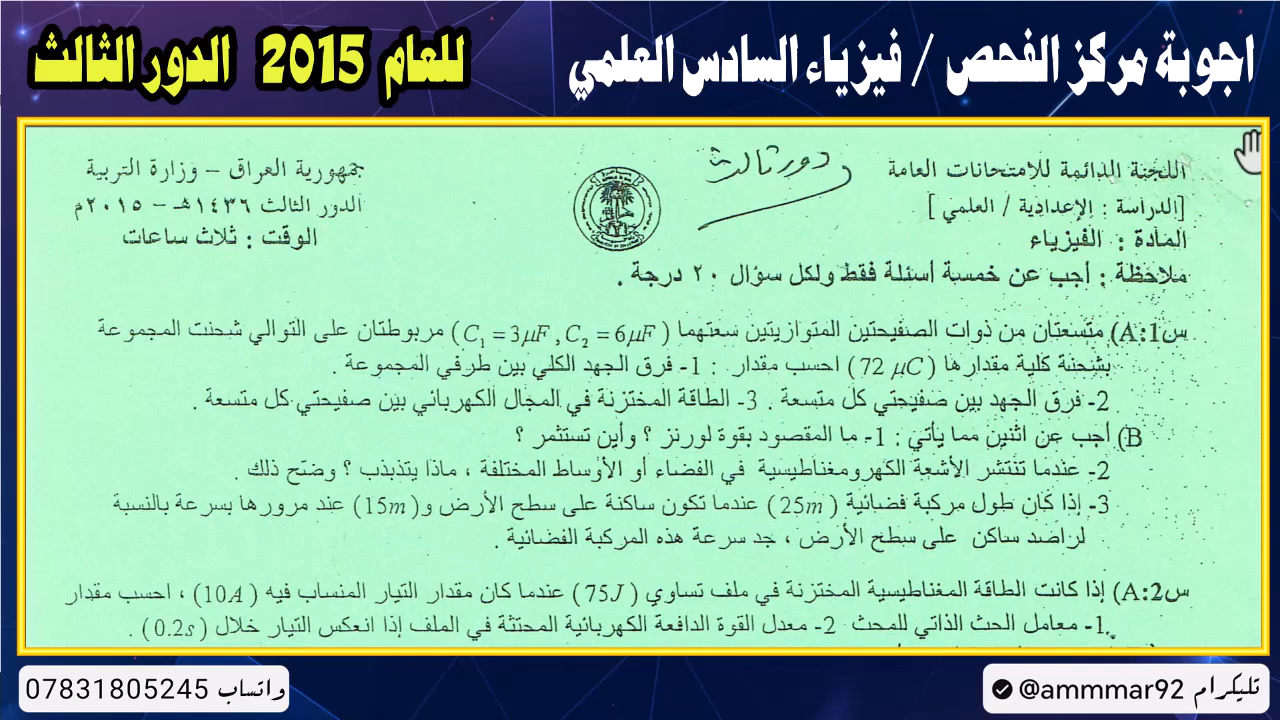 اجوبة مركز الفحص / فيزياء السادس العلمي للعام 2015 الدور الثالث
اللجنة الدائمة للامتحانات العامة
[الدراسة : الإعدادية / العلمي]
المادة : الفيزياء
دور ثالث
جمهورية العراق - وزارة التربية
الدور الثالث ١٤٣٦هـ - ٢٠١٥م
الوقت : ثلاث ساعات
ملاحظة : أجب عن خمسة أسئلة فقط ولكل سؤال ٢٠ درجة .
س1:A) متسعتان من ذوات الصفيحتين المتوازيتين سعتهما (C₁ = 3μF , C₂ = 6μF) مربوطتان على التوالي شحنت المجموعة
بشحنة كلية مقدارها (72 μC) احسب مقدار : 1- فرق الجهد الكلي بين طرفي المجموعة .
2- فرق الجهد بين صفيحتي كل متسعة . 3- الطاقة المختزنة في المجال الكهربائي بين صفيحتي كل متسعة .
B) أجب عن اثنين مما يأتي : 1- ما المقصود بقوة لورنز ؟ وأين تستثمر ؟
2- عندما تنتشر الأشعة الكهرومغناطيسية في الفضاء أو الأوساط المختلفة ، ماذا يتذبذب ؟ وضح ذلك
3- إذا كان طول مركبة فضائية (25m) عندما تكون ساكنة على سطح الأرض و(15m) عند مرورها بسرعة بالنسبة
لراصد ساكن على سطح الأرض ، جد سرعة هذه المركبة الفضائية .
س2:A) إذا كانت الطاقة المغناطيسية المختزنة في ملف تساوي (75J) عندما كان مقدار التيار المنساب فيه (10A) ، احسب مقدار
1- معامل الحث الذاتي للمحث 2- معدل القوة الدافعة الكهربائية المحتثة في الملف إذا انعكس التيار خلال (0.2s) .
تليكرام @ammmar92
واتساب 07831805245